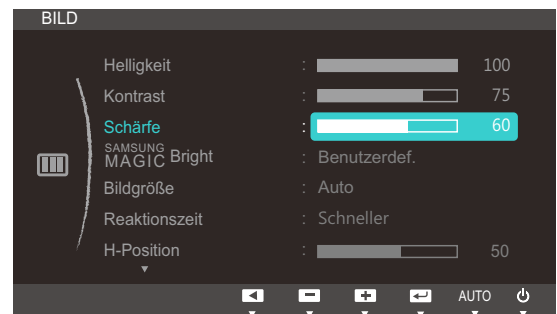 BILD
Helligkeit : 100
Kontrast : 75
Schärfe : 60
SAMSUNG MAGIC Bright : Benutzerdef.
Bildgröße : Auto
Reaktionszeit : Schneller
H-Position : 50
AUTO